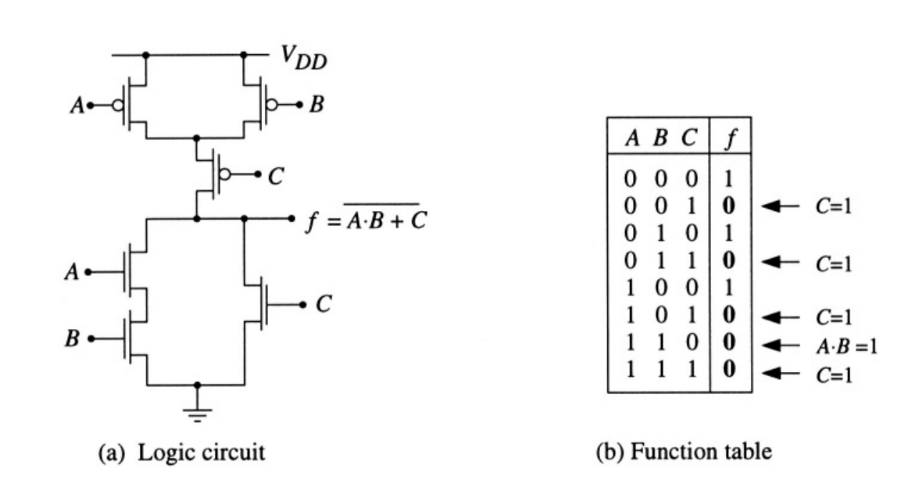 V_DD
A
B
C
f = \overline{A·B + C}
A
C
B
(a) Logic circuit
A B C f
0 0 0 1
0 0 1 0 C=1
0 1 0 1
0 1 1 0 C=1
1 0 0 1
1 0 1 0 C=1
1 1 0 0 A·B=1
1 1 1 0 C=1
(b) Function table